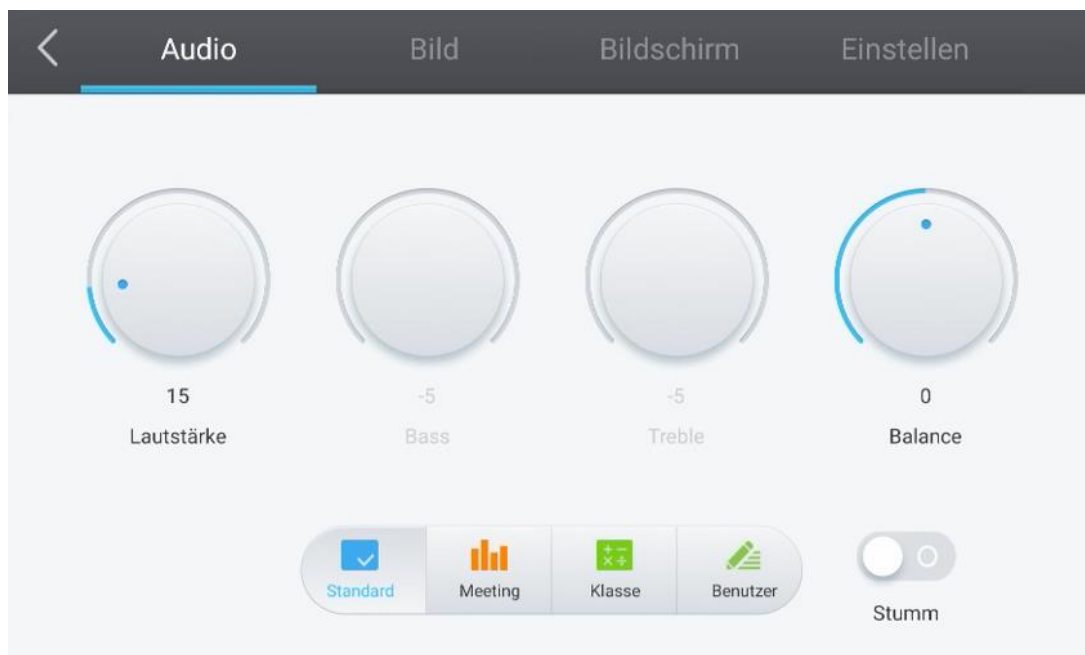 Audio Bild Bildschirm Einstellen
15 -5 -5 0
Lautstärke Bass Treble Balance
Standard Meeting Klasse Benutzer
Stumm